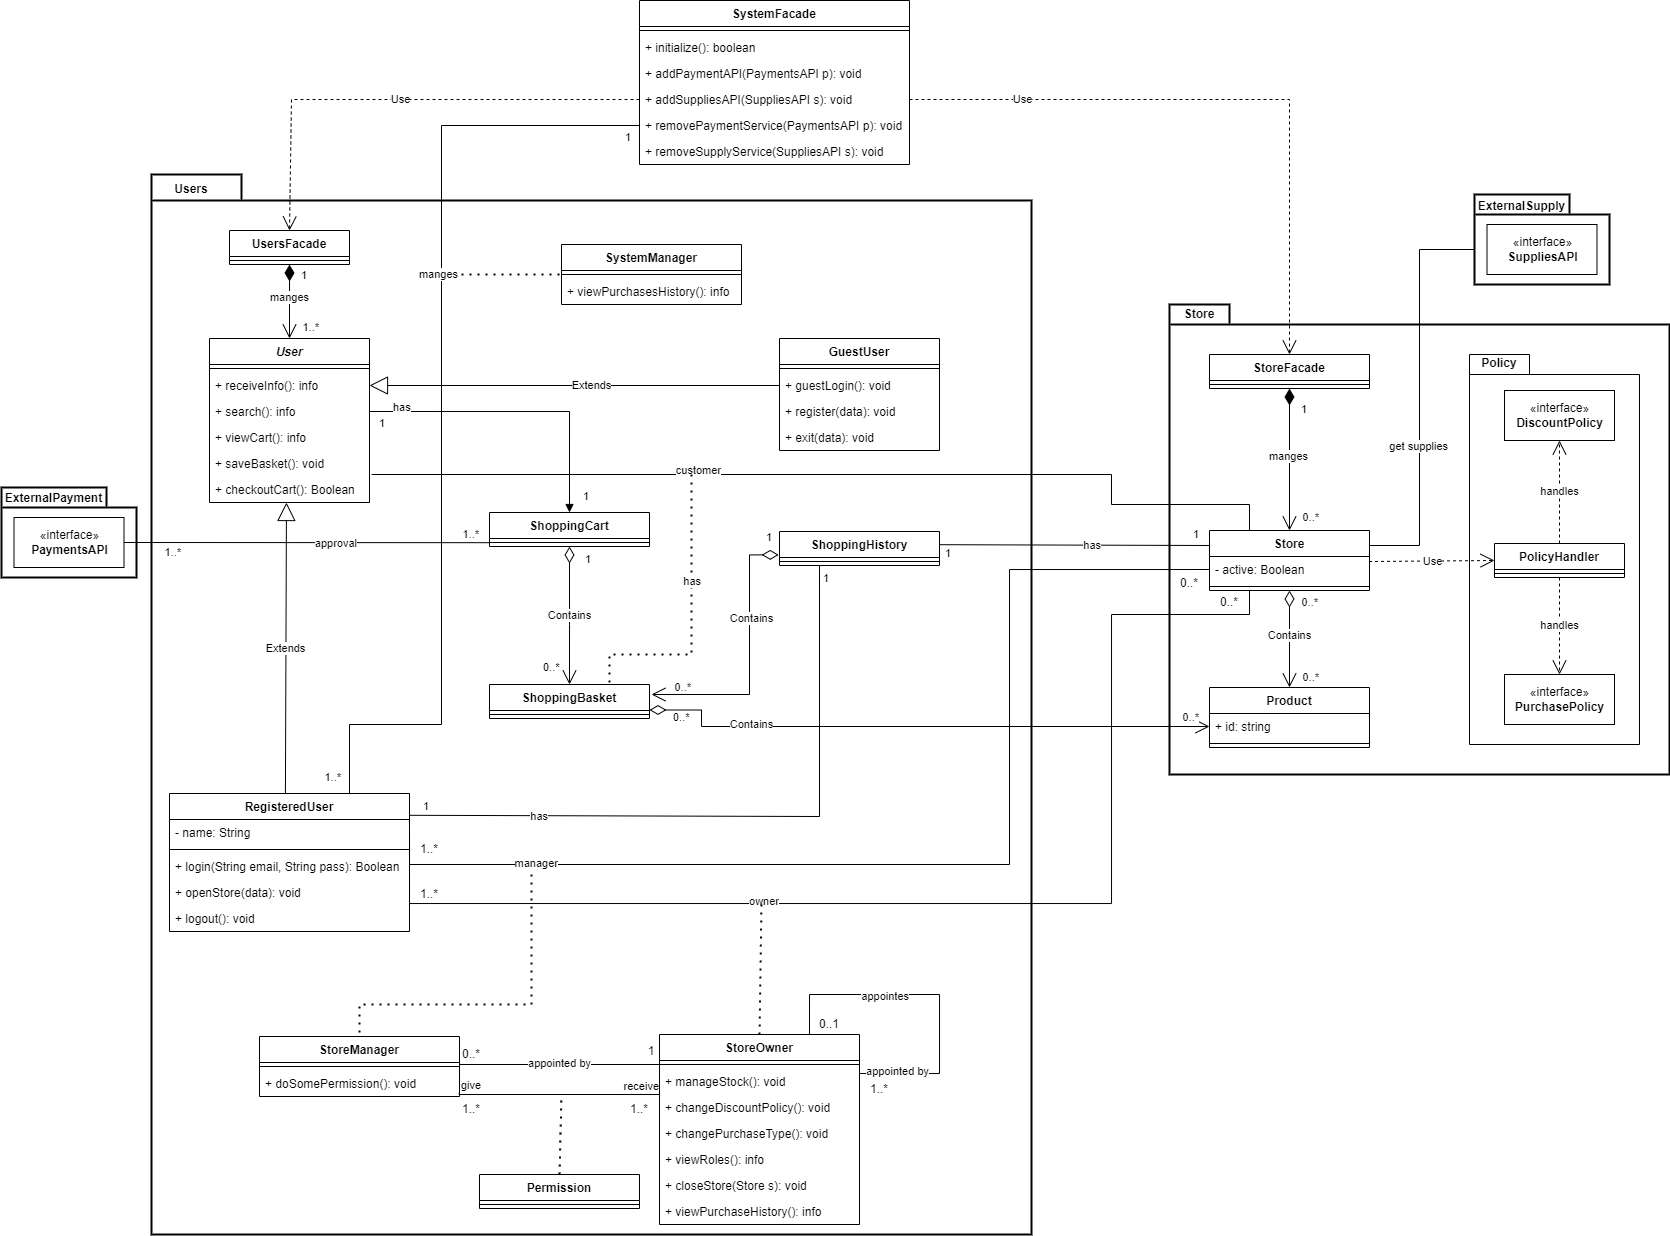 SystemFacade
+ initialize(): boolean
+ addPaymentAPI(PaymentsAPI p): void
+ addSuppliesAPI(SuppliesAPI s): void
+ removePaymentService(PaymentsAPI p): void
+ removeSupplyService(SuppliesAPI s): void
Use
Use
1
Users
UsersFacade
1
manges
1..*
manges
SystemManager
+ viewPurchasesHistory(): info
User
+ receiveInfo(): info
+ search(): info
+ viewCart(): info
+ saveBasket(): void
+ checkoutCart(): Boolean
Extends
GuestUser
+ guestLogin(): void
+ register(data): void
+ exit(data): void
has
1
1
customer
ExternalPayment
«interface»
PaymentsAPI
1..*
approval
1..*
ShoppingCart
1
Contains
0..*
has
ShoppingBasket
0..*
Contains
0..*
1
ShoppingHistory
1
1
Contains
0..*
has
1
Extends
1..*
RegisteredUser
- name: String
+ login(String email, String pass): Boolean
+ openStore(data): void
+ logout(): void
1
has
1..*
manager
0..*
1..*
owner
0..*
StoreManager
+ doSomePermission(): void
0..*
appointed by
1
give
receive
1..*
1..*
Permission
StoreOwner
+ manageStock(): void
+ changeDiscountPolicy(): void
+ changePurchaseType(): void
+ viewRoles(): info
+ closeStore(Store s): void
+ viewPurchaseHistory(): info
appointes
0..1
appointed by
1..*
ExternalSupply
«interface»
SuppliesAPI
get supplies
Store
StoreFacade
1
manges
0..*
Store
- active: Boolean
0..*
Contains
0..*
Product
+ id: string
Use
Policy
«interface»
DiscountPolicy
handles
PolicyHandler
handles
«interface»
PurchasePolicy